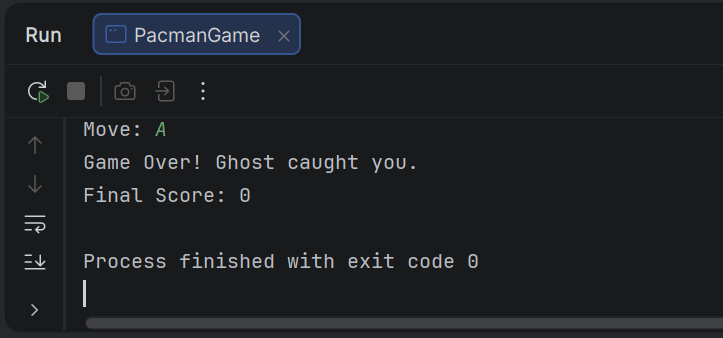 Run
PacmanGame
Move: A
Game Over! Ghost caught you.
Final Score: 0
Process finished with exit code 0